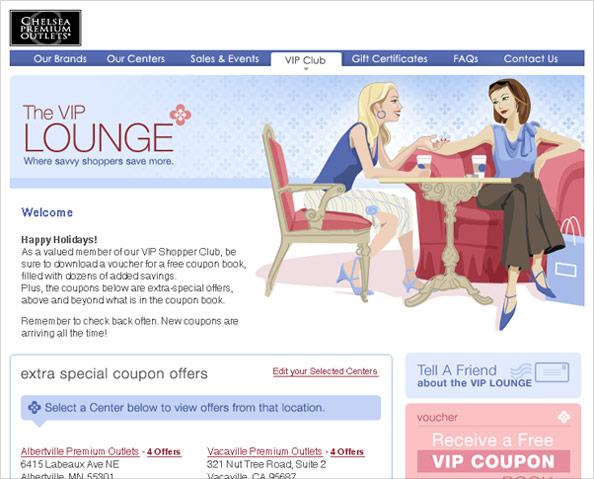 CHELSEA
PREMIUM
OUTLETS®
Our Brands Our Centers Sales & Events VIP Club Gift Certificates FAQs Contact Us
The VIP
LOUNGE
Where savvy shoppers save more.
Welcome
Happy Holidays!
As a valued member of our VIP Shopper Club, be
sure to download a voucher for a free coupon book,
filled with dozens of added savings.
Plus, the coupons below are extra-special offers,
above and beyond what is in the coupon book.
Remember to check back often. New coupons are
arriving all the time!
extra special coupon offers Edit your Selected Centers
Select a Center below to view offers from that location.
Albertville Premium Outlets - 4 Offers
6415 Labeaux Ave NE
Albertville, MN 55301
Vacaville Premium Outlets - 4 Offers
321 Nut Tree Road, Suite 2
Vacaville, CA 95687
Tell A Friend
about the VIP LOUNGE
voucher
Receive a Free
VIP COUPON
BOOK